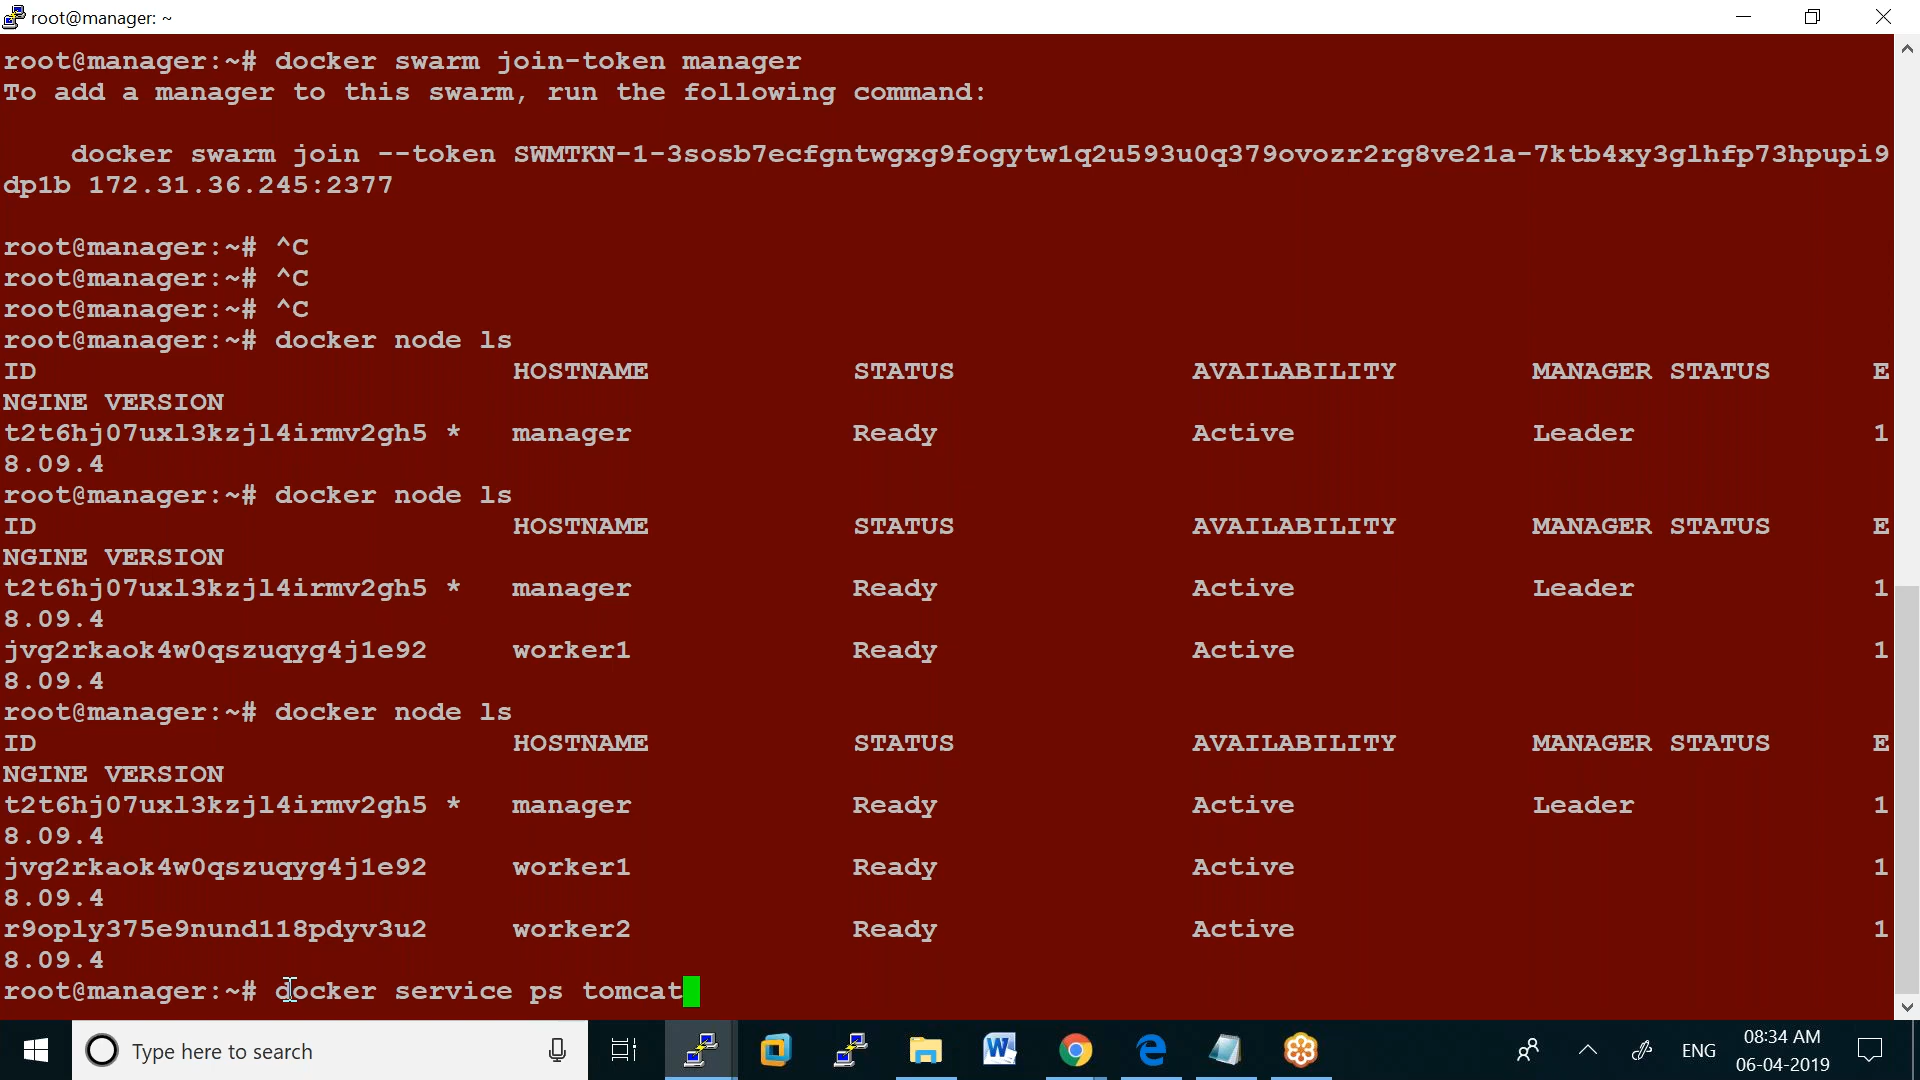 root@manager: ~
root@manager:~# docker swarm join-token manager
To add a manager to this swarm, run the following command:
docker swarm join --token SWMTKN-1-3sosb7ecfgntwgxg9fogytw1q2u593u0q379ovozr2rg8ve21a-7ktb4xy3glhfp73hpupi9
dp1b 172.31.36.245:2377
root@manager:~# ^C
root@manager:~# ^C
root@manager:~# ^C
root@manager:~# docker node ls
ID HOSTNAME STATUS AVAILABILITY MANAGER STATUS E
NGINE VERSION
t2t6hj07uxl3kzjl4irmv2gh5 * manager Ready Active Leader 1
8.09.4
root@manager:~# docker node ls
ID HOSTNAME STATUS AVAILABILITY MANAGER STATUS E
NGINE VERSION
t2t6hj07uxl3kzjl4irmv2gh5 * manager Ready Active Leader 1
8.09.4
jvg2rkaok4w0qszuqyg4j1e92 worker1 Ready Active 1
8.09.4
root@manager:~# docker node ls
ID HOSTNAME STATUS AVAILABILITY MANAGER STATUS E
NGINE VERSION
t2t6hj07uxl3kzjl4irmv2gh5 * manager Ready Active Leader 1
8.09.4
jvg2rkaok4w0qszuqyg4j1e92 worker1 Ready Active 1
8.09.4
r9oply375e9nund118pdyv3u2 worker2 Ready Active 1
8.09.4
root@manager:~# docker service ps tomcat
Type here to search
ENG
08:34 AM
06-04-2019